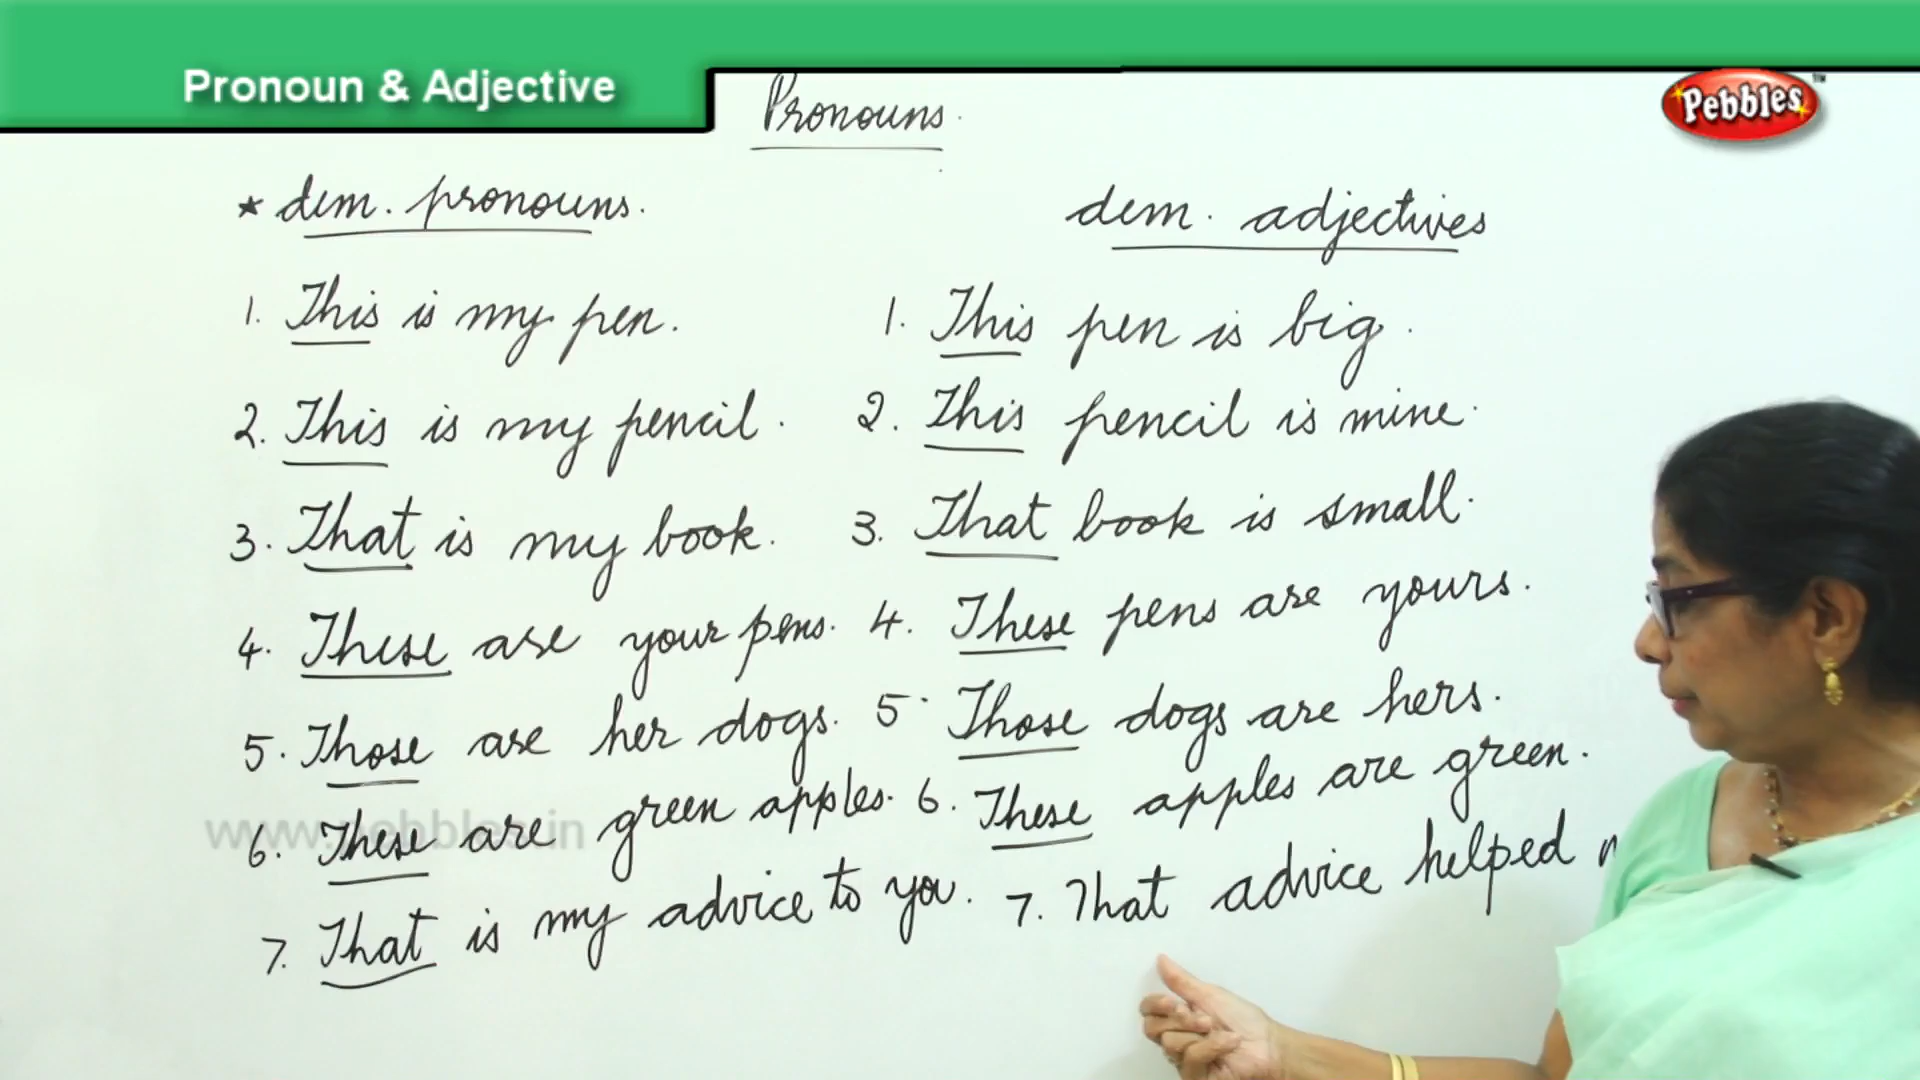 Pronoun & Adjective
Pebbles TM
Pronouns.
* dem. pronouns.
1. This is my pen.
2. This is my pencil.
3. That is my book.
4. These are your pens.
5. Those are her dogs.
6. These are green apples.
7. That is my advice to you.
dem. adjectives
1. This pen is big.
2. This pencil is mine.
3. That book is small.
4. These pens are yours.
5. Those dogs are hers.
6. These apples are green.
7. That advice helped
www.pebbles.in